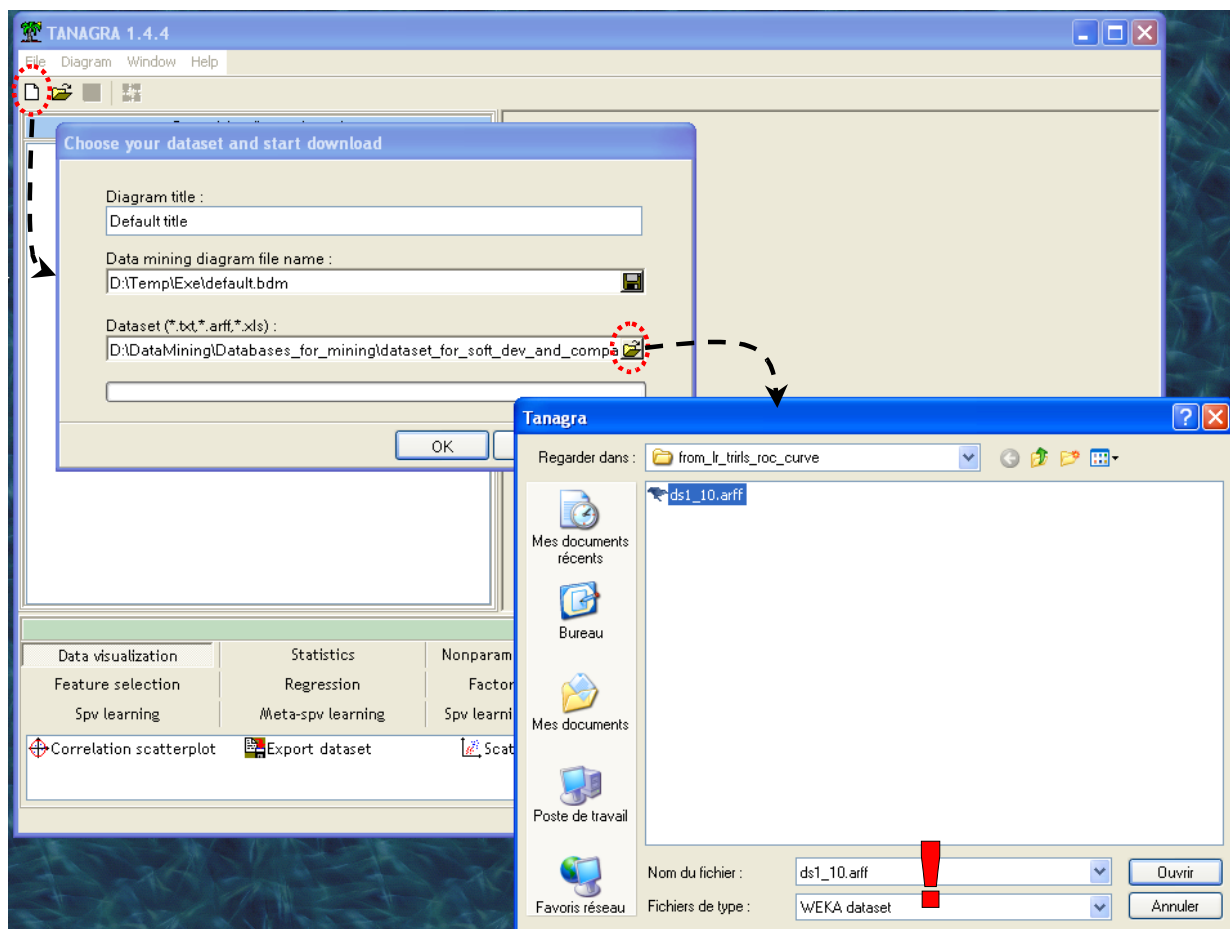 TANAGRA 1.4.4
File Diagram Window Help
Choose your dataset and start download
Diagram title :
Default title
Data mining diagram file name :
D:\Temp\Exe\default.bdm
Dataset (*.txt,*.arff,*.xls) :
D:\DataMining\Databases_for_mining\dataset_for_soft_dev_and_compa
OK
Tanagra
Regarder dans :
from_lr_trirls_roc_curve
ds1_10.arff
Mes documents
récents
Bureau
Mes documents
Poste de travail
Favoris réseau
Nom du fichier :
ds1_10.arff
Ouvrir
Fichiers de type :
WEKA dataset
Annuler
Data visualization
Statistics
Nonparam
Feature selection
Regression
Factor
Spv learning
Meta-spv learning
Spv learni
Correlation scatterplot
Export dataset
Scat
!